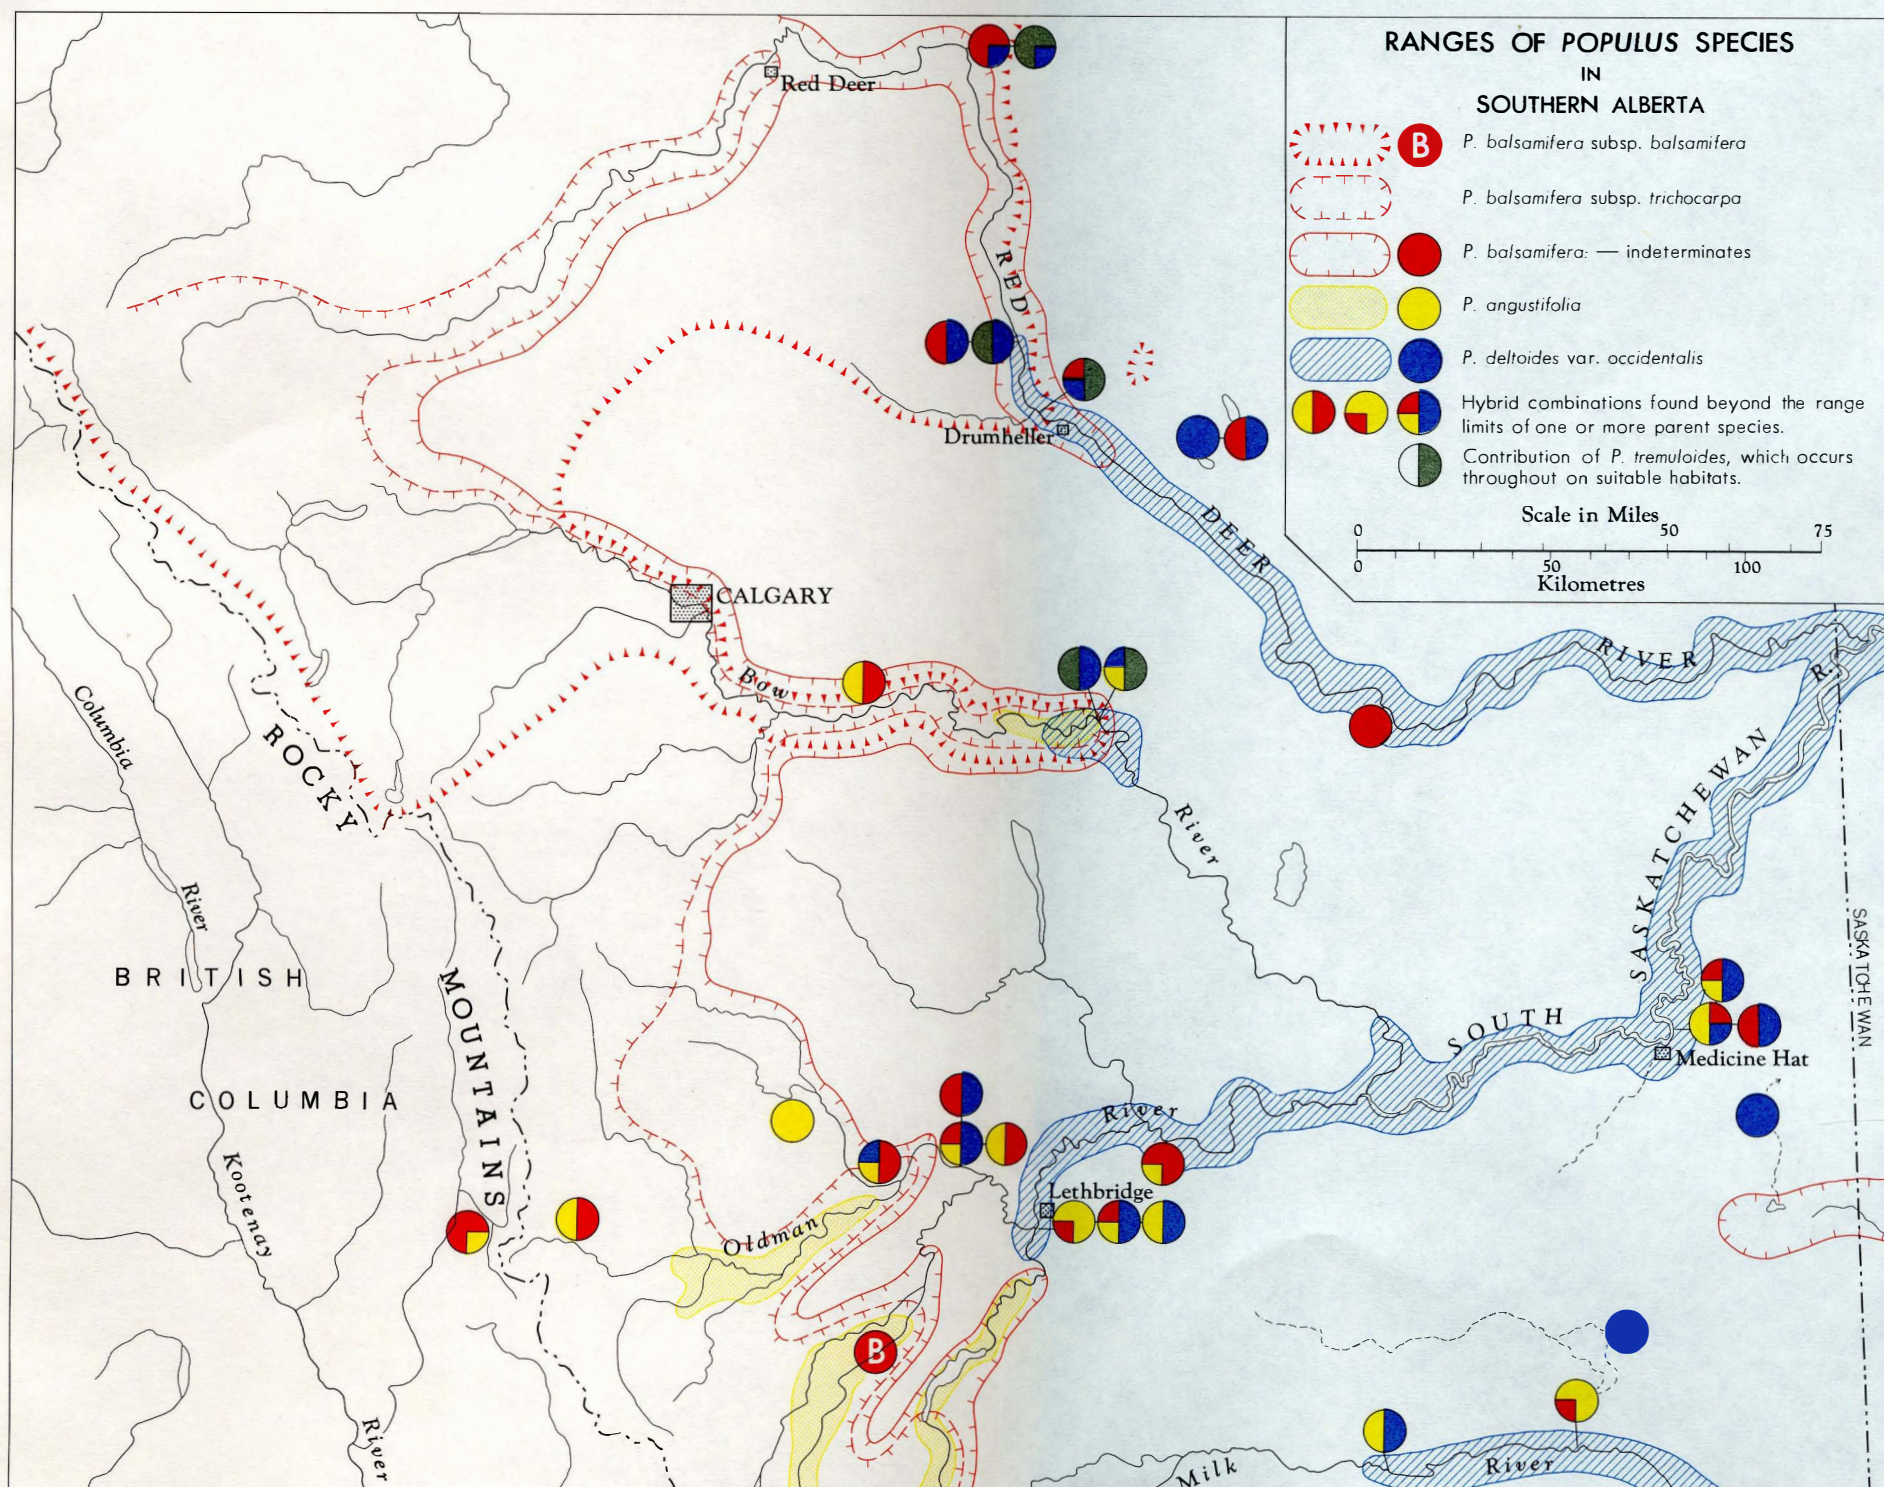 RANGES OF POPULUS SPECIES
IN
SOUTHERN ALBERTA
B
P. balsamifera subsp. balsamifera
P. balsamifera subsp. trichocarpa
P. balsamifera: — indeterminates
P. angustifolia
P. deltoides var. occidentalis
Hybrid combinations found beyond the range
limits of one or more parent species.
Contribution of P. tremuloides, which occurs
throughout on suitable habitats.
Scale in Miles
0 50 75
0 50 100
Kilometres
Red Deer
RED
Drumheller
DEER
RIVER
R.
CALGARY
Bow
River
Columbia
River
ROCKY
MOUNTAINS
BRITISH
COLUMBIA
Kootenay
River
SASKATCHEWAN
SOUTH
SASKATCHEWAN
Medicine Hat
River
Lethbridge
Oldman
B
Milk
River